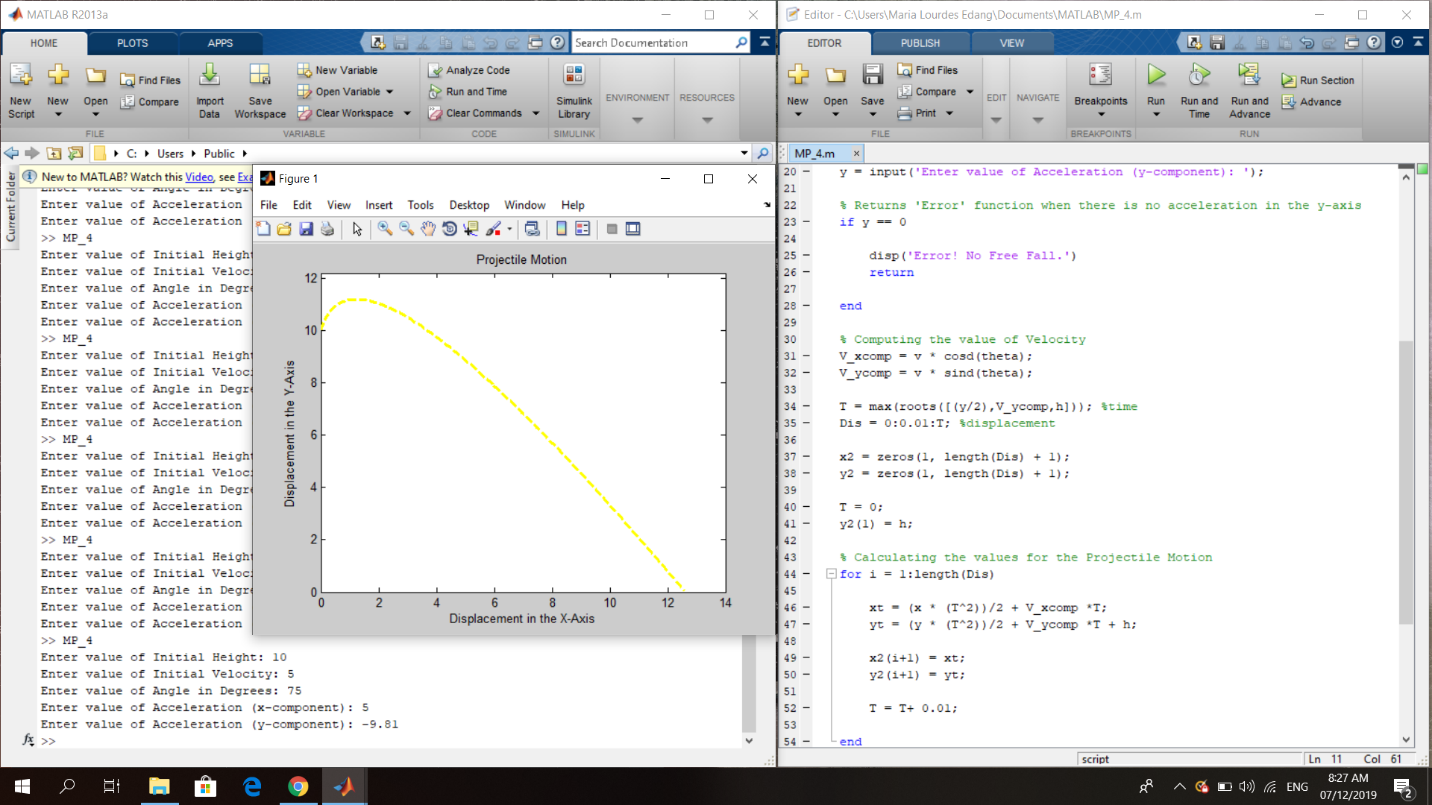 MATLAB R2013a
HOME PLOTS APPS
Search Documentation
New Script
New
Open
Find Files
Compare
Import Data
Save Workspace
New Variable
Open Variable
Clear Workspace
Analyze Code
Run and Time
Clear Commands
Simulink Library
ENVIRONMENT
RESOURCES
FILE VARIABLE CODE SIMULINK
C: Users Public
Current Folder
New to MATLAB? Watch this Video, see Exa
Enter value of Angle in Degre
Enter value of Acceleration
Enter value of Acceleration
>> MP_4
Enter value of Initial Height
Enter value of Initial Veloci
Enter value of Angle in Degre
Enter value of Acceleration
Enter value of Acceleration
>> MP_4
Enter value of Initial Height
Enter value of Initial Veloci
Enter value of Angle in Degre
Enter value of Acceleration
Enter value of Acceleration
>> MP_4
Enter value of Initial Height
Enter value of Initial Veloci
Enter value of Angle in Degre
Enter value of Acceleration
Enter value of Acceleration
>> MP_4
Enter value of Initial Height
Enter value of Initial Veloci
Enter value of Angle in Degre
Enter value of Acceleration
Enter value of Acceleration
>> MP_4
Enter value of Initial Height: 10
Enter value of Initial Velocity: 5
Enter value of Angle in Degrees: 75
Enter value of Acceleration (x-component): 5
Enter value of Acceleration (y-component): -9.81
fx >>
Figure 1
File Edit View Insert Tools Desktop Window Help
Projectile Motion
Displacement in the Y-Axis
12
10
8
6
4
2
0
0 2 4 6 8 10 12 14
Displacement in the X-Axis
Editor - C:\Users\Maria Lourdes Edang\Documents\MATLAB\MP_4.m
EDITOR PUBLISH VIEW
New
Open
Save
Find Files
Compare
Print
EDIT
NAVIGATE
Breakpoints
Run
Run and Time
Run and Advance
Run Section
Advance
FILE BREAKPOINTS RUN
MP_4.m ×
20 – y = input('Enter value of Acceleration (y-component): ');
21
22 % Returns 'Error' function when there is no acceleration in the y-axis
23 – if y == 0
24
25 – disp('Error! No Free Fall.')
26 – return
27
28 – end
29
30 % Computing the value of Velocity
31 – V_xcomp = v * cosd(theta);
32 – V_ycomp = v * sind(theta);
33
34 – T = max(roots([(y/2),V_ycomp,h])); %time
35 – Dis = 0:0.01:T; %displacement
36
37 – x2 = zeros(1, length(Dis) + 1);
38 – y2 = zeros(1, length(Dis) + 1);
39
40 – T = 0;
41 – y2(1) = h;
42
43 % Calculating the values for the Projectile Motion
44 – for i = 1:length(Dis)
45
46 – xt = (x * (T^2))/2 + V_xcomp *T;
47 – yt = (y * (T^2))/2 + V_ycomp *T + h;
48
49 – x2(i+1) = xt;
50 – y2(i+1) = yt;
51
52 – T = T+ 0.01;
53
54 – end
script Ln 11 Col 61
ENG
8:27 AM
07/12/2019
2